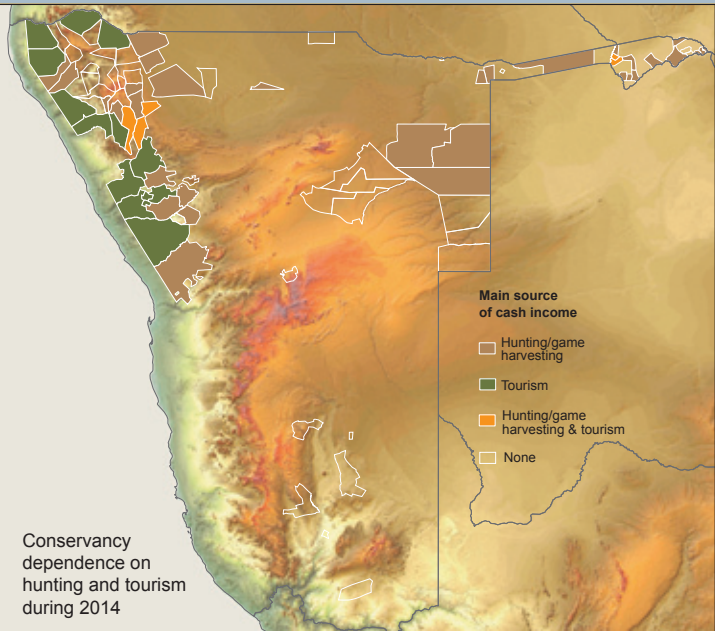 Main source
of cash income
Hunting/game
harvesting
Tourism
Hunting/game
harvesting & tourism
None
Conservancy
dependence on
hunting and tourism
during 2014